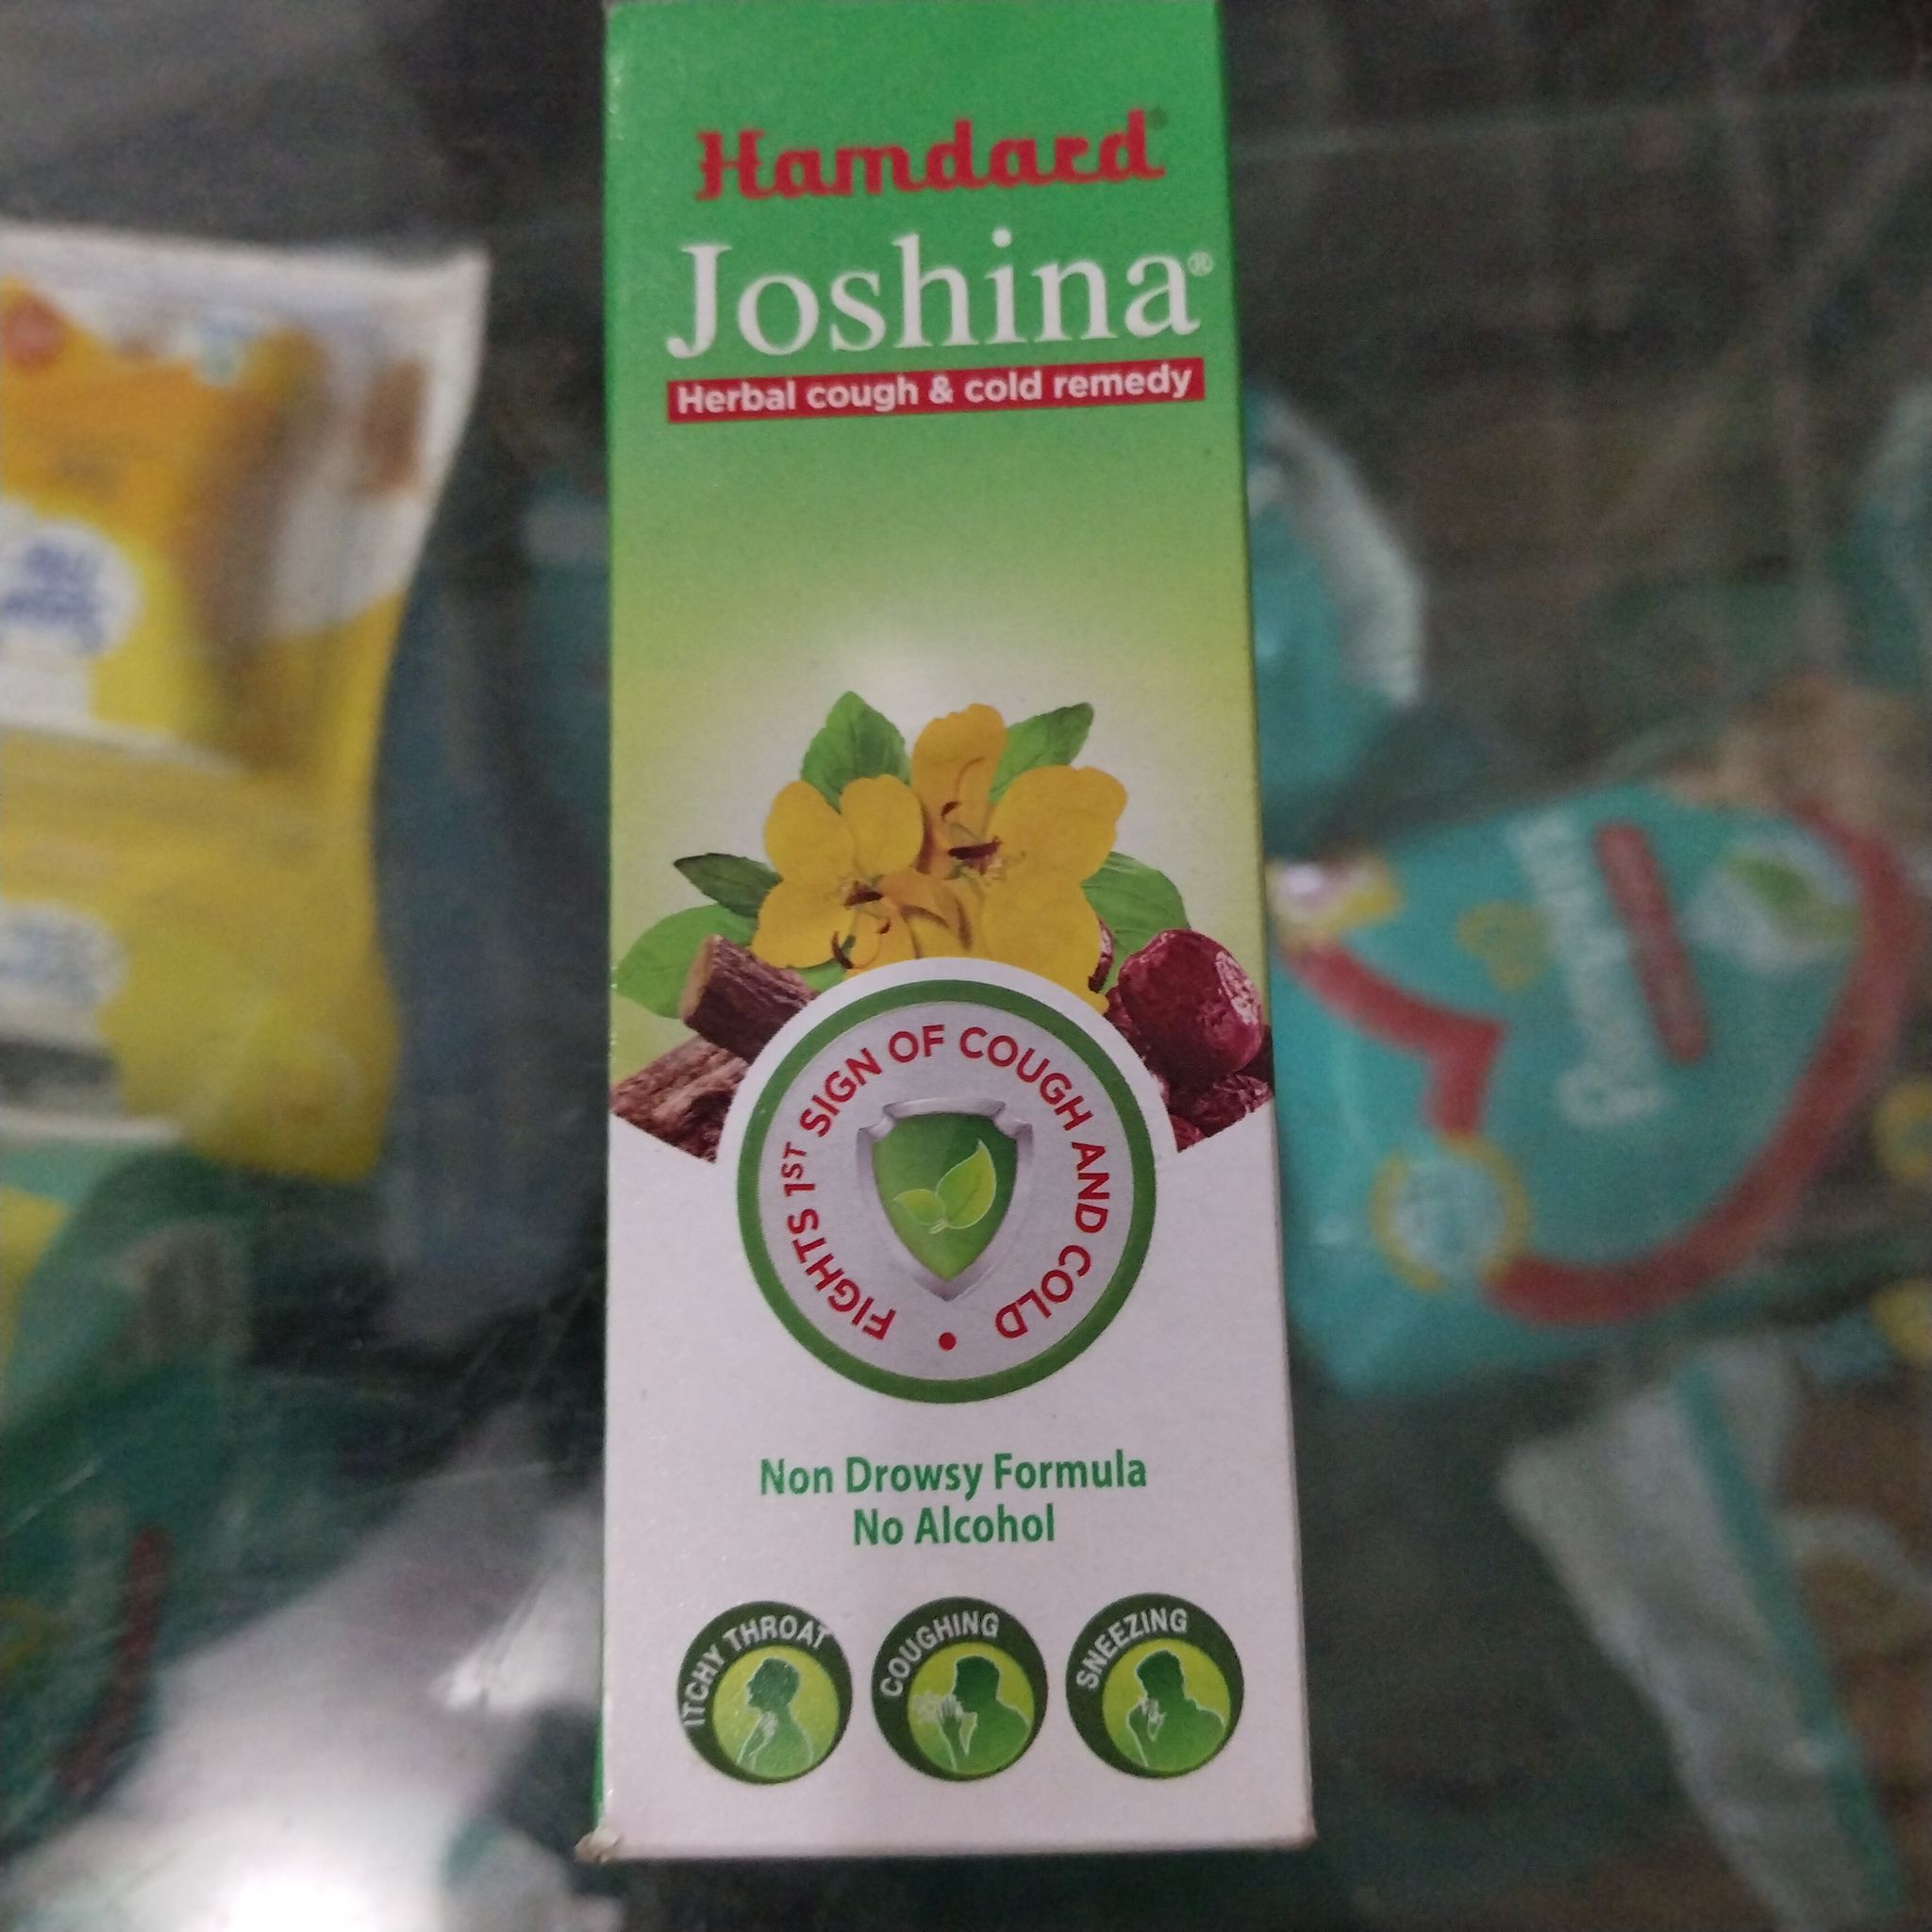 Hamdard
Joshina®
Herbal cough & cold remedy
FIGHTS 1ST SIGN OF COUGH AND COLD •
Non Drowsy Formula
No Alcohol
ITCHY THROAT
COUGHING
SNEEZING
Pampers